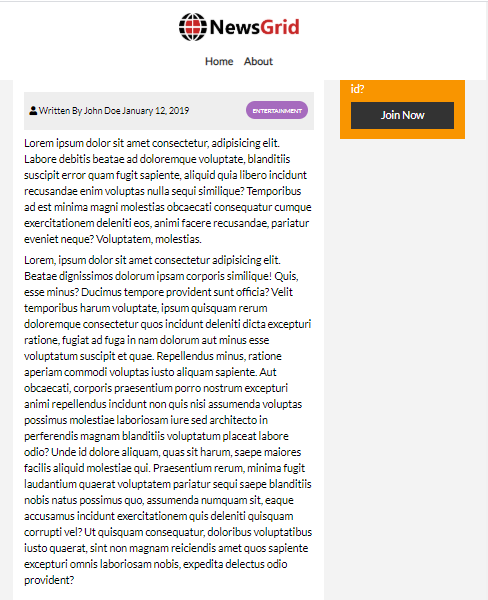 NewsGrid
Home About
id?
Join Now
Written By John Doe January 12, 2019
ENTERTAINMENT
Lorem ipsum dolor sit amet consectetur, adipisicing elit.
Labore debitis beatae ad doloremque voluptate, blanditiis
suscipit error quam fugit sapiente, aliquid quia libero incidunt
recusandae enim voluptas nulla sequi similique? Temporibus
ad est minima magni molestias obcaecati consequatur cumque
exercitationem deleniti eos, animi facere recusandae, pariatur
eveniet neque? Voluptatem, molestias.
Lorem, ipsum dolor sit amet consectetur adipisicing elit.
Beatae dignissimos dolorum ipsam corporis similique! Quis,
esse minus? Ducimus tempore provident sunt officia? Velit
temporibus harum voluptate, ipsum quisquam rerum
doloremque consectetur quos incidunt deleniti dicta excepturi
ratione, fugiat ad fuga in nam dolorum aut minus esse
voluptatum suscipit et quae. Repellendus minus, ratione
aperiam commodi voluptas iusto aliquam sapiente. Aut
obcaecati, corporis praesentium porro nostrum excepturi
animi repellendus incidunt non quis nisi assumenda voluptas
possimus molestiae laboriosam iure sed architecto in
perferendis magnam blanditiis voluptatum placeat labore
odio? Unde id dolore aliquam, quas sit harum, saepe maiores
facilis aliquid molestiae qui. Praesentium rerum, minima fugit
laudantium quaerat voluptatem pariatur sequi saepe blanditiis
nobis natus possimus quo, assumenda numquam sit, eaque
accusamus incidunt exercitationem quis deleniti quisquam
corrupti vel? Ut quisquam consequatur, doloribus voluptatibus
iusto quaerat, sint non magnam reiciendis amet quos sapiente
excepturi omnis laboriosam nobis, expedita delectus odio
provident?